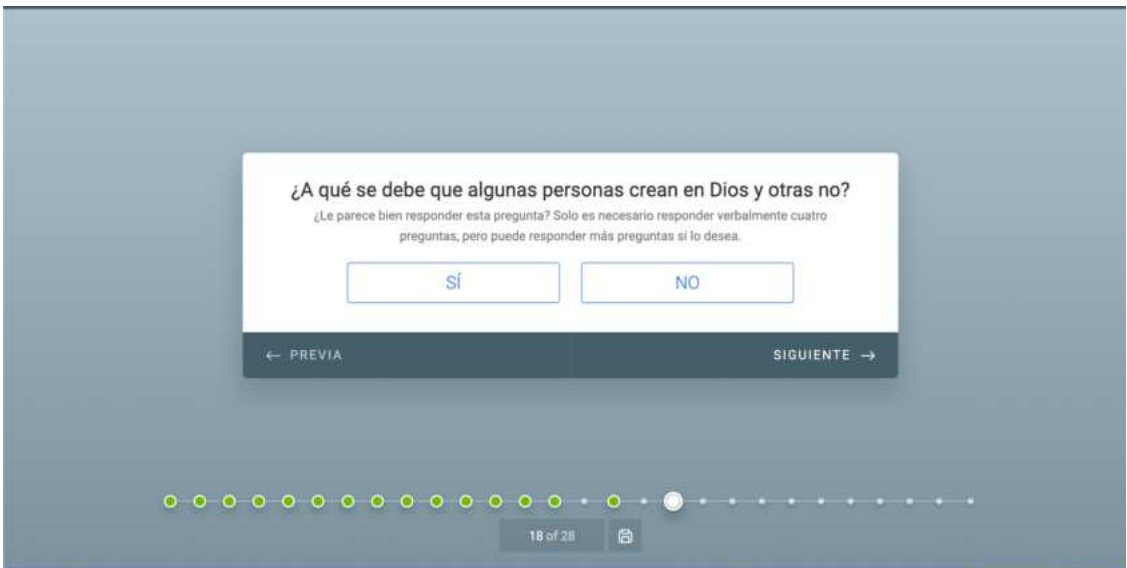 ¿A qué se debe que algunas personas crean en Dios y otras no?
¿Le parece bien responder esta pregunta? Solo es necesario responder verbalmente cuatro
preguntas, pero puede responder más preguntas si lo desea.
SÍ
NO
← PREVIA
SIGUIENTE →
18 of 28